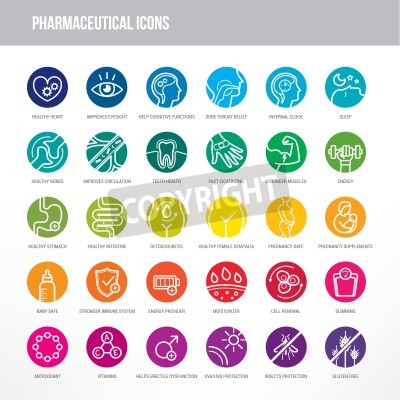 PHARMACEUTICAL ICONS
HEALTHY HEART
IMPROVES EYESIGHT
HELP COGNITIVE FUNCTIONS
SORE THROAT RELIEF
INTERNAL CLOCK
SLEEP
HEALTHY BONES
IMPROVES CIRCULATION
TEETH HEALTH
FAST CICATRIZING
STRONGER MUSCLES
ENERGY
COPYRIGHT
HEALTHY STOMACH
HEALTHY INTESTINE
DETOX/DIURETIC
HEALTHY FEMALE GENITALIA
PREGNANCY SAFE
PREGNANCY SUPPLEMENTS
BABY SAFE
STRONGER IMMUNE SYSTEM
ENERGY PROVIDER
MOISTURIZER
CELL RENEWAL
SLIMMING
A
C
E
ANTIOXIDANT
VITAMINS
HELPS ERECTILE DYSFUNCTION
UVA/UVB PROTECTION
INSECTS PROTECTION
GLUTEN FREE